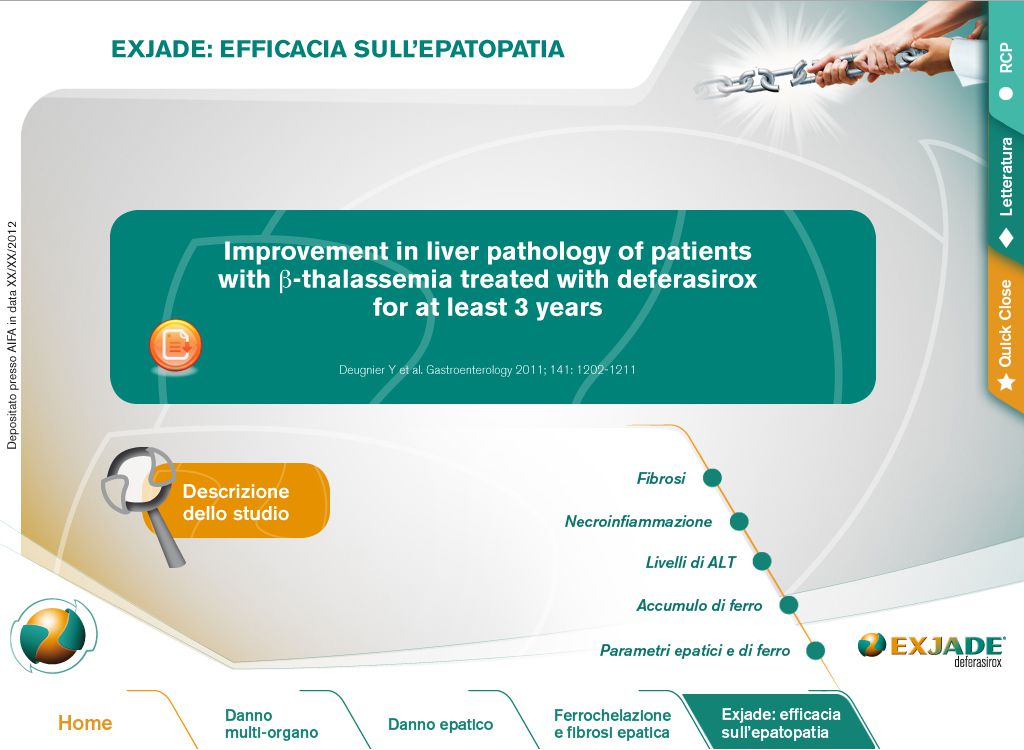 EXJADE: EFFICACIA SULL'EPATOPATIA
RCP
Letteratura
Quick Close
Depositato presso AIFA in data XX/XX/2012
Improvement in liver pathology of patients
with β-thalassemia treated with deferasirox
for at least 3 years
Deugnier Y et al. Gastroenterology 2011; 141: 1202-1211
Descrizione
dello studio
Fibrosi
Necroinfiammazione
Livelli di ALT
Accumulo di ferro
Parametri epatici e di ferro
EXJADE®
deferasirox
Home
Danno
multi-organo
Danno epatico
Ferrochelazione
e fibrosi epatica
Exjade: efficacia
sull'epatopatia